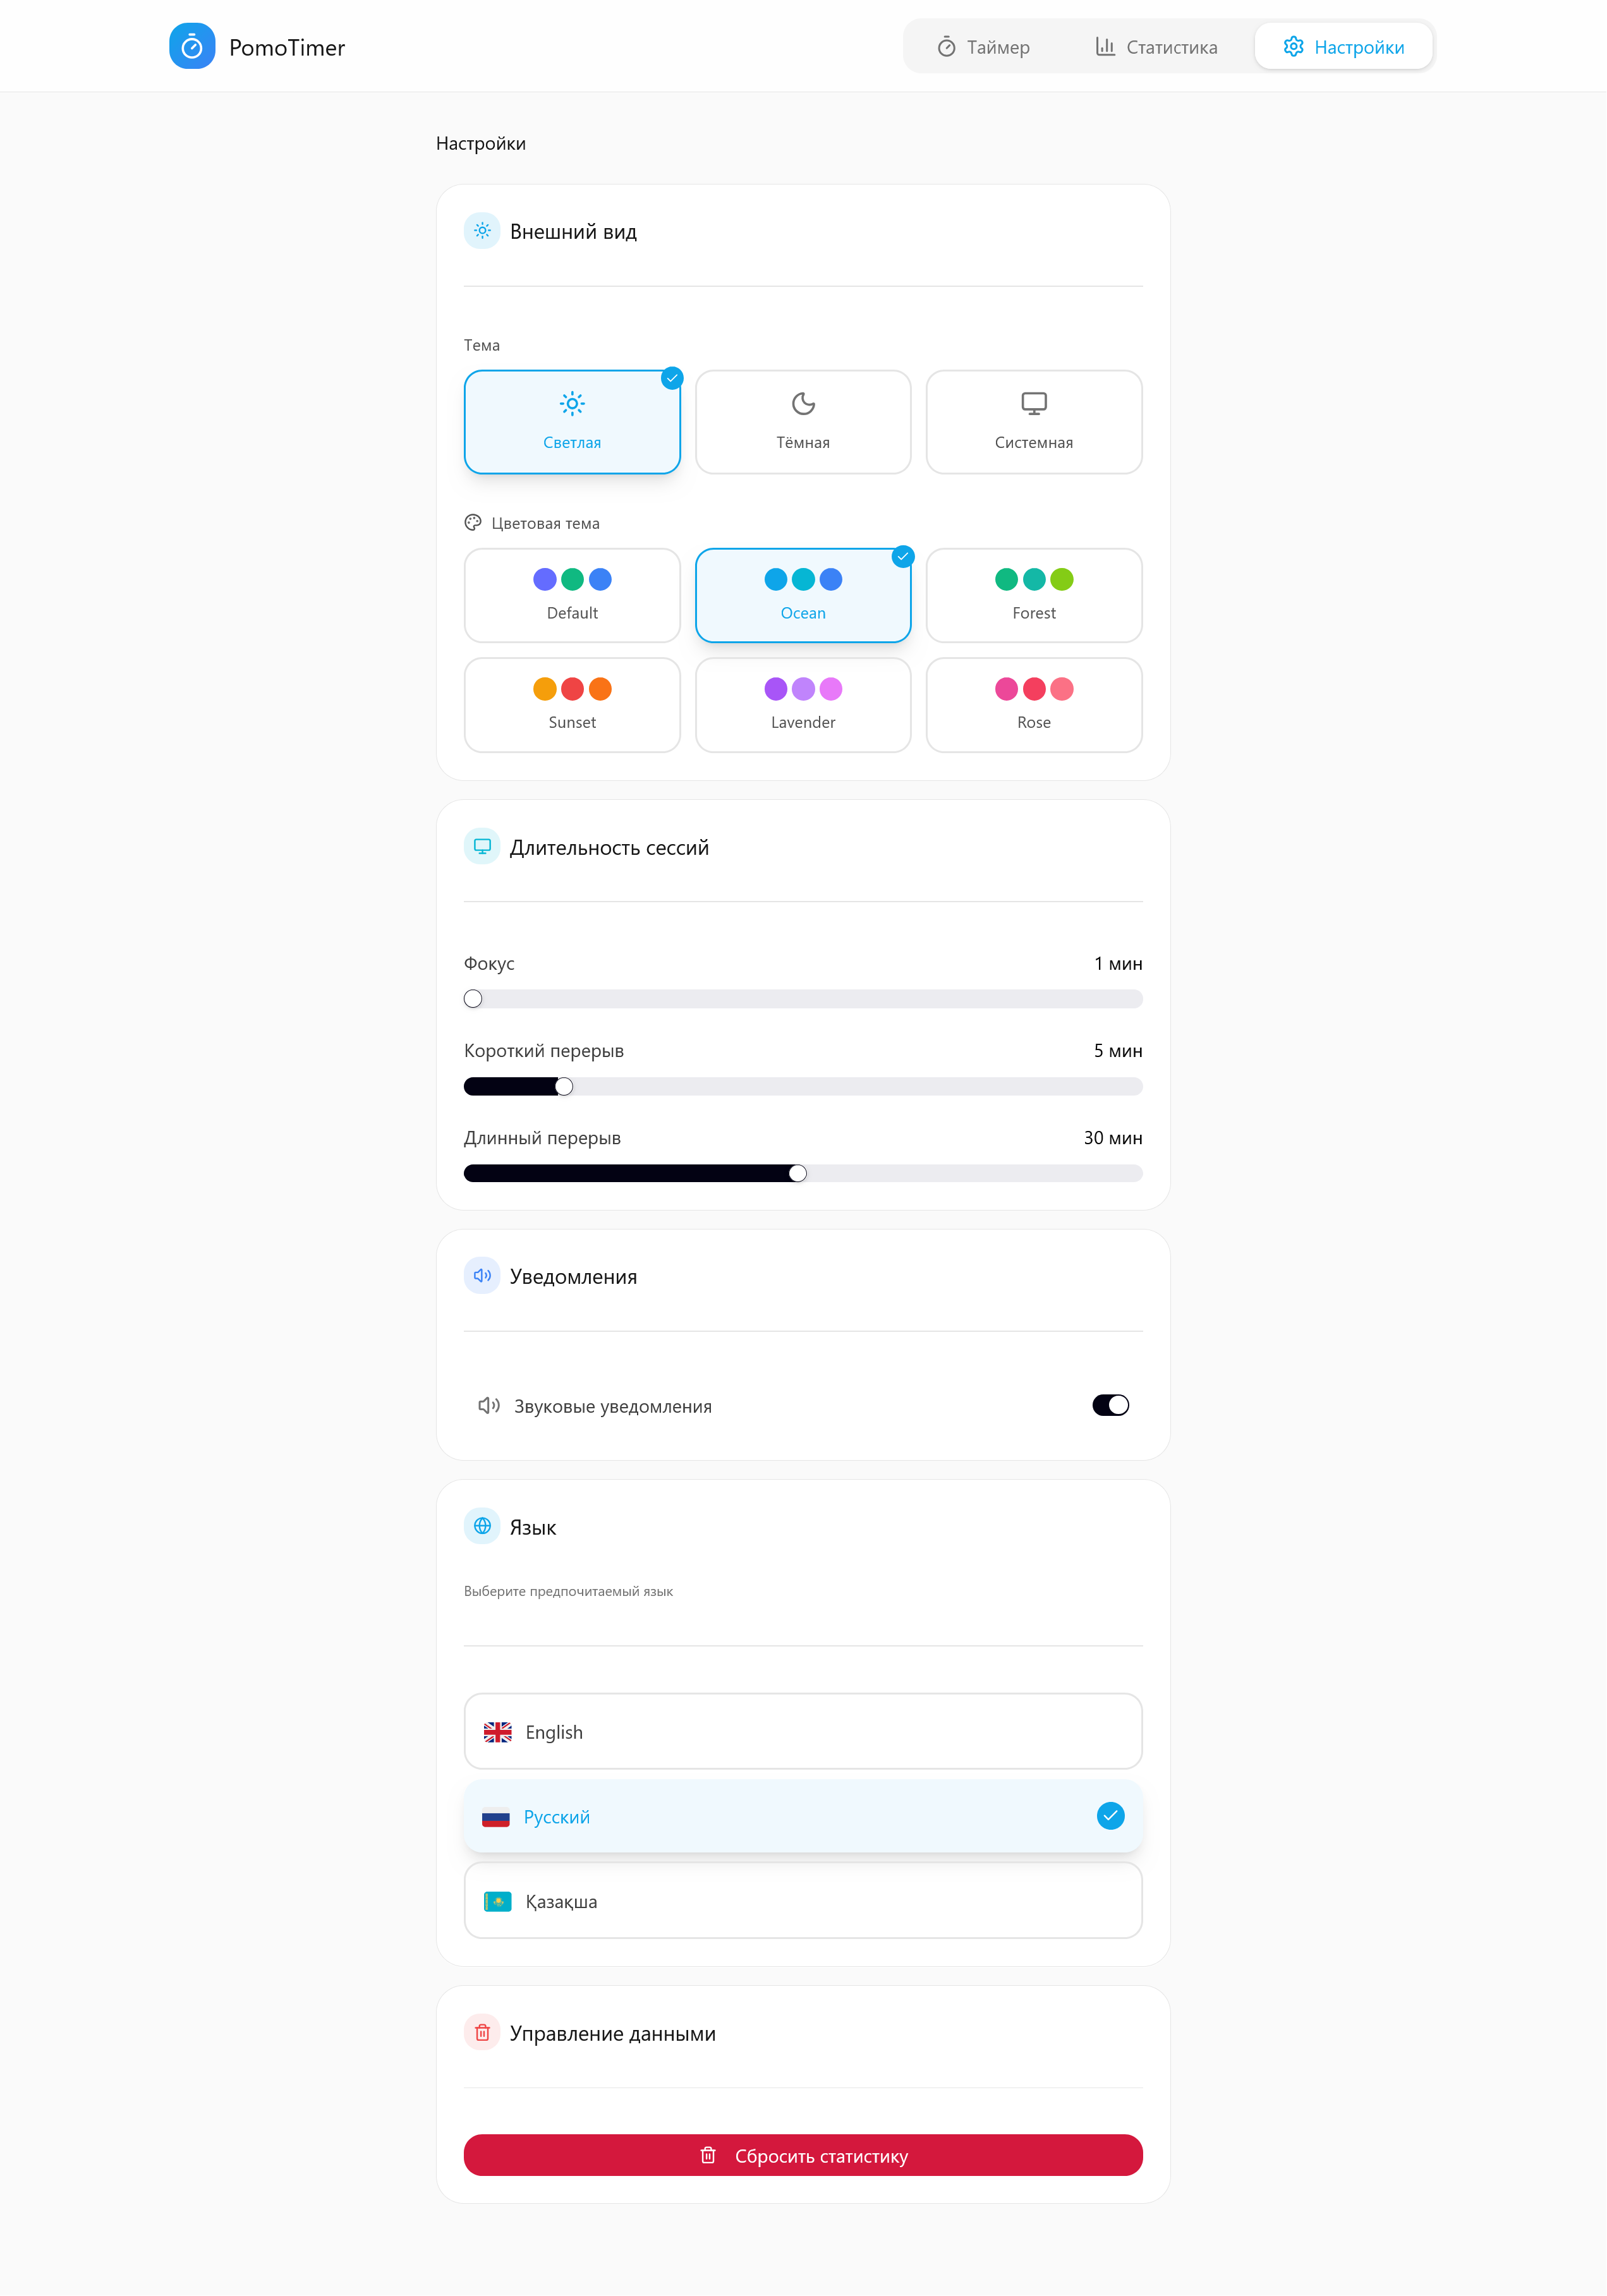 PomoTimer
Таймер
Статистика
Настройки
Настройки
Внешний вид
Тема
Светлая
Тёмная
Системная
Цветовая тема
Default
Ocean
Forest
Sunset
Lavender
Rose
Длительность сессий
Фокус
1 мин
Короткий перерыв
5 мин
Длинный перерыв
30 мин
Уведомления
Звуковые уведомления
Язык
Выберите предпочитаемый язык
English
Русский
Қазақша
Управление данными
Сбросить статистику